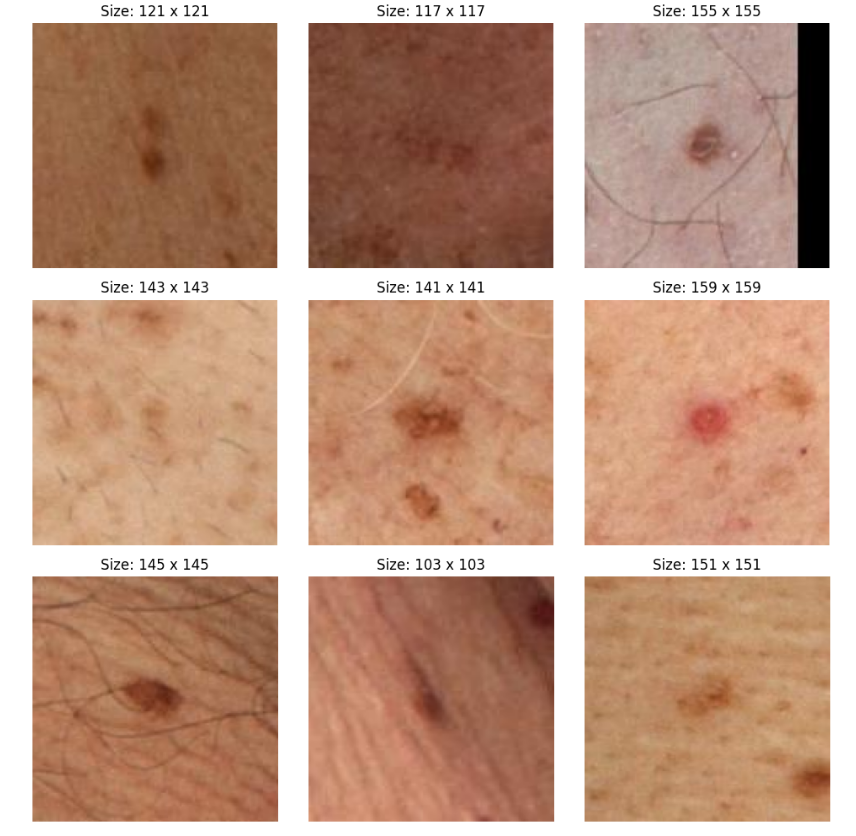 Size: 121 x 121
Size: 117 x 117
Size: 155 x 155
Size: 143 x 143
Size: 141 x 141
Size: 159 x 159
Size: 145 x 145
Size: 103 x 103
Size: 151 x 151